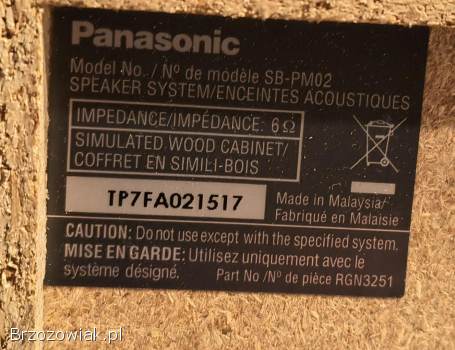 Panasonic
Model No./Nº de modèle SB-PM02
SPEAKER SYSTEM/ENCEINTES ACOUSTIQUES
IMPEDANCE/IMPÉDANCE: 6Ω
SIMULATED WOOD CABINET/
COFFRET EN SIMILI-BOIS
TP7FA021517
Made in Malaysia/
Fabriqué en Malaisie
CAUTION: Do not use except with the specified system.
MISE EN GARDE: Utilisez uniquement avec le
système désigné.
Part No /Nº de pièce RGN3251
Brzozowiak.pl